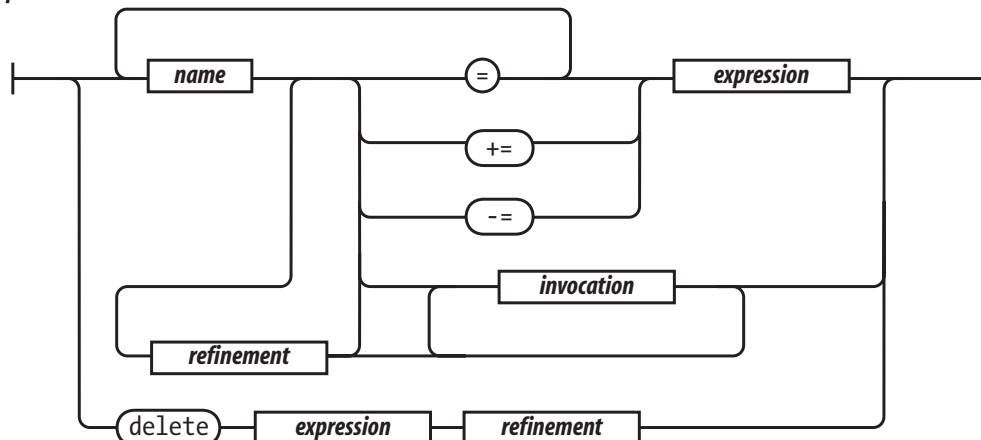 name = expression
+=
-=
invocation
refinement
delete expression refinement